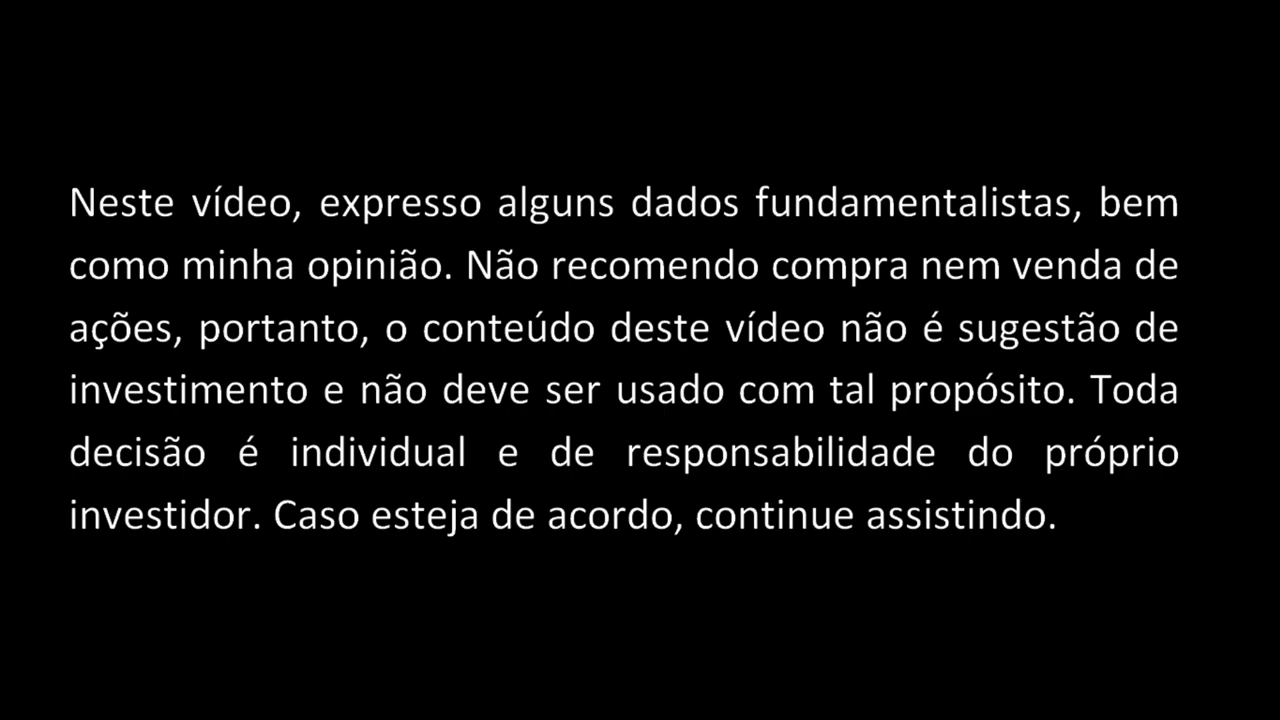 Neste vídeo, expresso alguns dados fundamentalistas, bem
como minha opinião. Não recomendo compra nem venda de
ações, portanto, o conteúdo deste vídeo não é sugestão de
investimento e não deve ser usado com tal propósito. Toda
decisão é individual e de responsabilidade do próprio
investidor. Caso esteja de acordo, continue assistindo.